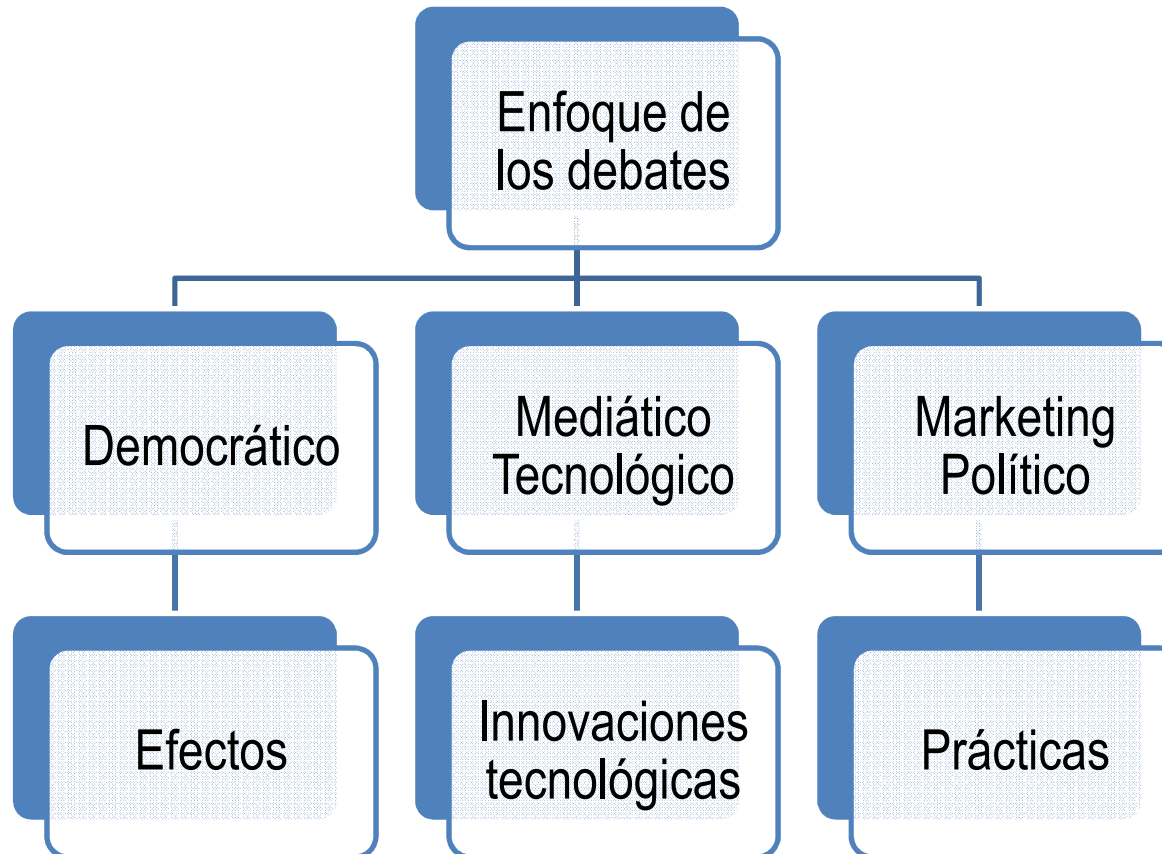 Enfoque de
los debates
Democrático
Mediático
Tecnológico
Marketing
Político
Efectos
Innovaciones
tecnológicas
Prácticas